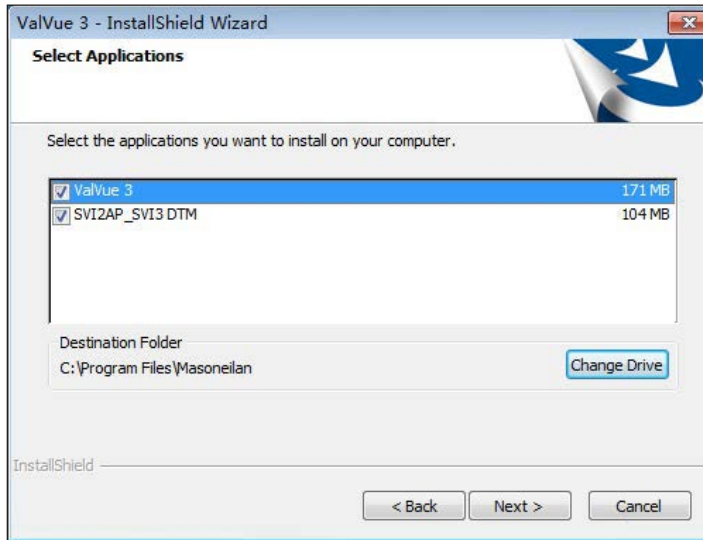 ValVue 3 - InstallShield Wizard
Select Applications
Select the applications you want to install on your computer.
ValVue 3 171 MB
SVI2AP_SVI3 DTM 104 MB
Destination Folder
C:\Program Files\Masoneilan
Change Drive
InstallShield
< Back Next > Cancel